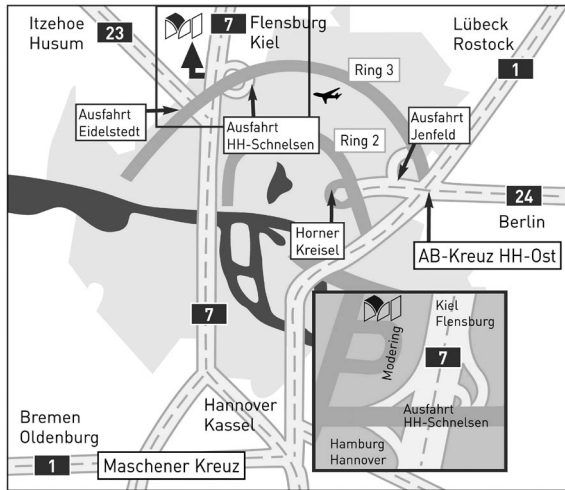 Itzehoe
Husum
23
7
Flensburg
Kiel
Lübeck
Rostock
1
Ring 3
Ausfahrt
Eidelstedt
Ausfahrt
HH-Schnelsen
Ring 2
Ausfahrt
Jenfeld
24
Berlin
Horner
Kreisel
AB-Kreuz HH-Ost
7
Kiel
Flensburg
Modering
7
Ausfahrt
HH-Schnelsen
Hamburg
Hannover
Hannover
Kassel
Bremen
Oldenburg
1
Maschener Kreuz